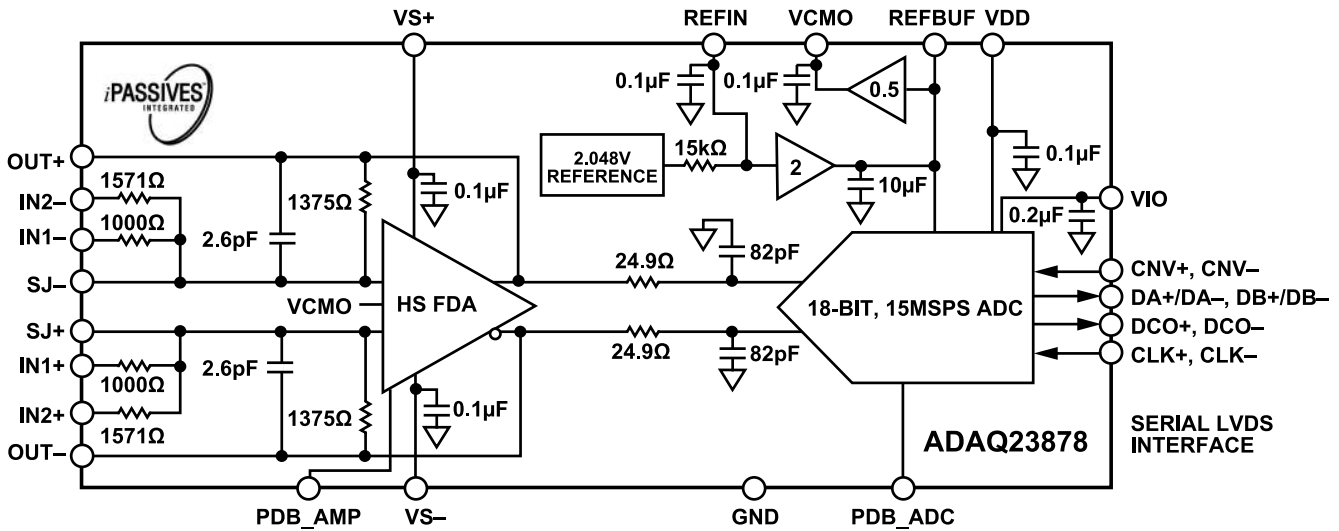 VS+
REFIN
VCMO
REFBUF
VDD
iPASSIVES
INTEGRATED
0.1µF
0.1µF
0.5
OUT+
2.048V
REFERENCE
15kΩ
2
10µF
0.1µF
1571Ω
IN2–
1000Ω
IN1–
2.6pF
1375Ω
0.1µF
0.2µF
VIO
SJ–
82pF
24.9Ω
VCMO
HS FDA
18-BIT, 15MSPS ADC
CNV+, CNV–
DA+/DA–, DB+/DB–
DCO+, DCO–
CLK+, CLK–
SJ+
IN1+
1000Ω
2.6pF
24.9Ω
82pF
IN2+
1571Ω
1375Ω
0.1µF
OUT–
ADAQ23878
SERIAL LVDS
INTERFACE
PDB_AMP
VS–
GND
PDB_ADC